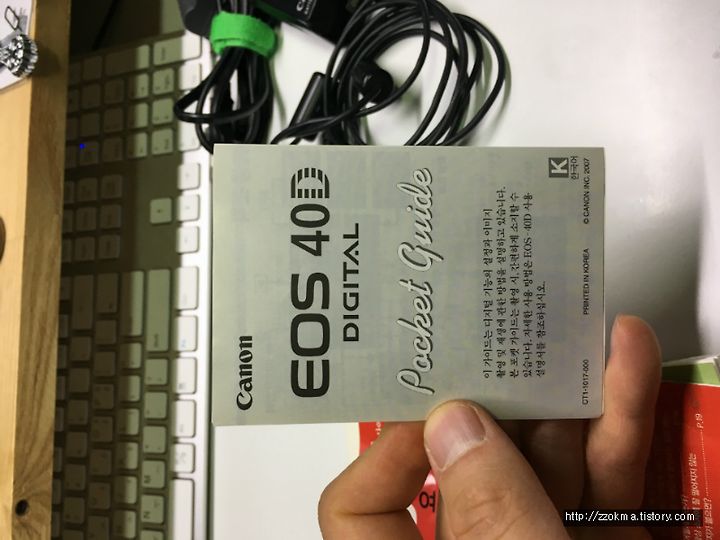 Canon
EOS 40D
DIGITAL
Pocket Guide
이 가이드는 디지털 기능의 설정과 이미지
촬영 및 재생에 관한 방법을 설명하고 있습니다.
본 포켓 가이드는 촬영 시, 간편하게 소지할 수
있습니다. 자세한 사용 방법은 EOS 40D 사용
설명서를 참조하십시오.
K
한국어
CT1-1017-000
PRINTED IN KOREA
© CANON INC. 2007
P.19
http://zzokma.tistory.com